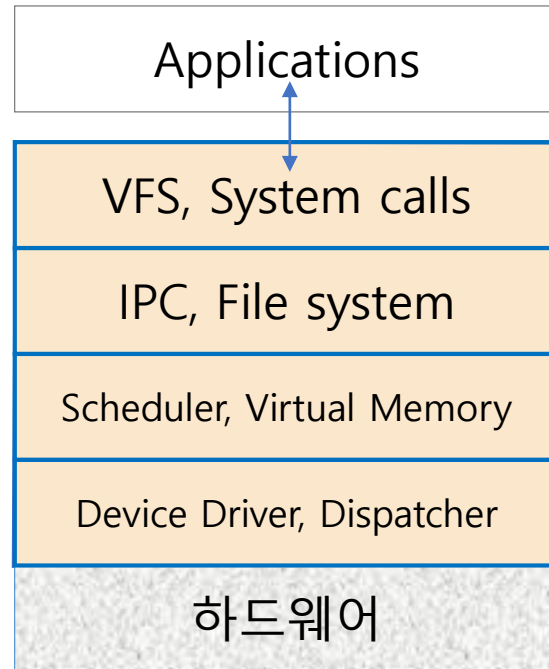 Applications
VFS, System calls
IPC, File system
Scheduler, Virtual Memory
Device Driver, Dispatcher
하드웨어